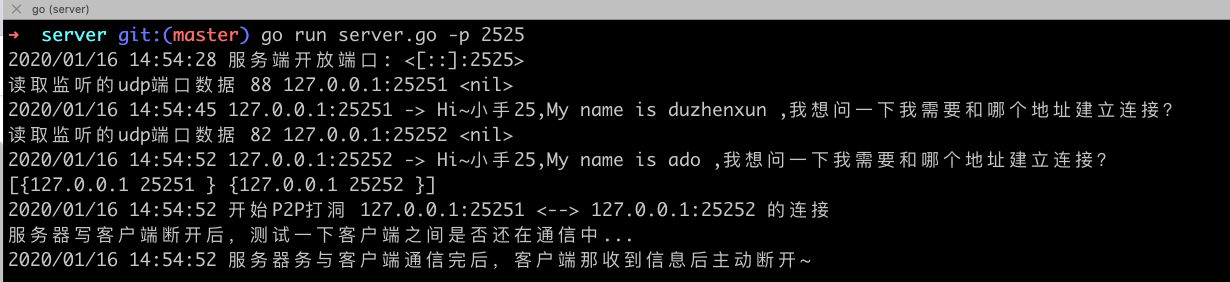 go (server)
→ server git:(master) go run server.go -p 2525
2020/01/16 14:54:28 服务端开放端口: <[::]:2525>
读取监听的udp端口数据 88 127.0.0.1:25251 <nil>
2020/01/16 14:54:45 127.0.0.1:25251 -> Hi~小手25,My name is duzhenxun ,我想问一下我需要和哪个地址建立连接?
读取监听的udp端口数据 82 127.0.0.1:25252 <nil>
2020/01/16 14:54:52 127.0.0.1:25252 -> Hi~小手25,My name is ado ,我想问一下我需要和哪个地址建立连接?
[{127.0.0.1 25251 } {127.0.0.1 25252 }]
2020/01/16 14:54:52 开始P2P打洞 127.0.0.1:25251 <--> 127.0.0.1:25252 的连接
服务器写客户端断开后, 测试一下客户端之间是否还在通信中...
2020/01/16 14:54:52 服务器务与客户端通信完后, 客户端那收到信息后主动断开~